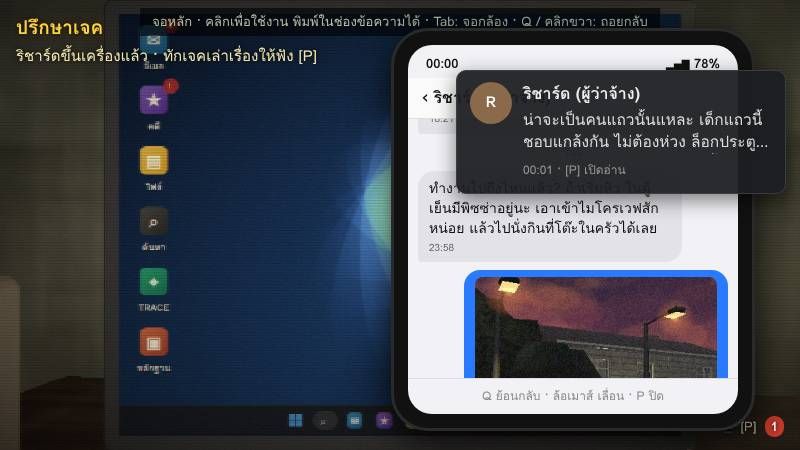 จอหลัก · คลิกเพื่อใช้งาน พิมพ์ในช่องข้อความได้ · Tab: จอกล้อง · Q / คลิกขวา: ถอยกลับ
ปรึกษาเจค
ริชาร์ดขึ้นเครื่องแล้ว · ทักเจคเล่าเรื่องให้ฟัง [P]
อีเมล
คดี
ไฟล์
ค้นหา
TRACE
หลักฐาน
00:00
78%
‹ ริชาร์
R
ริชาร์ด (ผู้ว่าจ้าง)
น่าจะเป็นคนแถวนั้นแหละ เด็กแถวนี้
ชอบแกล้งกัน ไม่ต้องห่วง ล็อกประตู...
00:01 · [P] เปิดอ่าน
เย็นมีพิซซ่าอยู่นะ เอาเข้าไมโครเวฟสัก
หน่อย แล้วไปนั่งกินที่โต๊ะในครัวได้เลย
23:58
Q ย้อนกลับ · ล้อเมาส์ เลื่อน · P ปิด
[P] 1